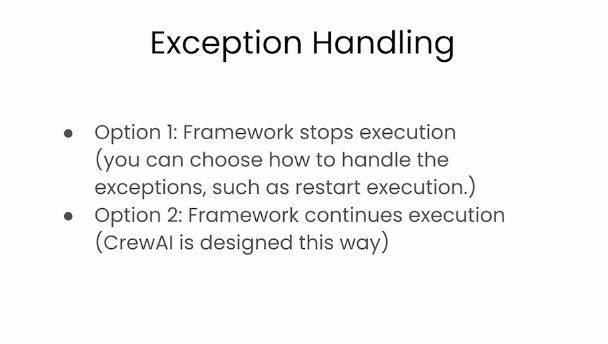 Exception Handling
● Option 1: Framework stops execution
(you can choose how to handle the
exceptions, such as restart execution.)
● Option 2: Framework continues execution
(CrewAI is designed this way)